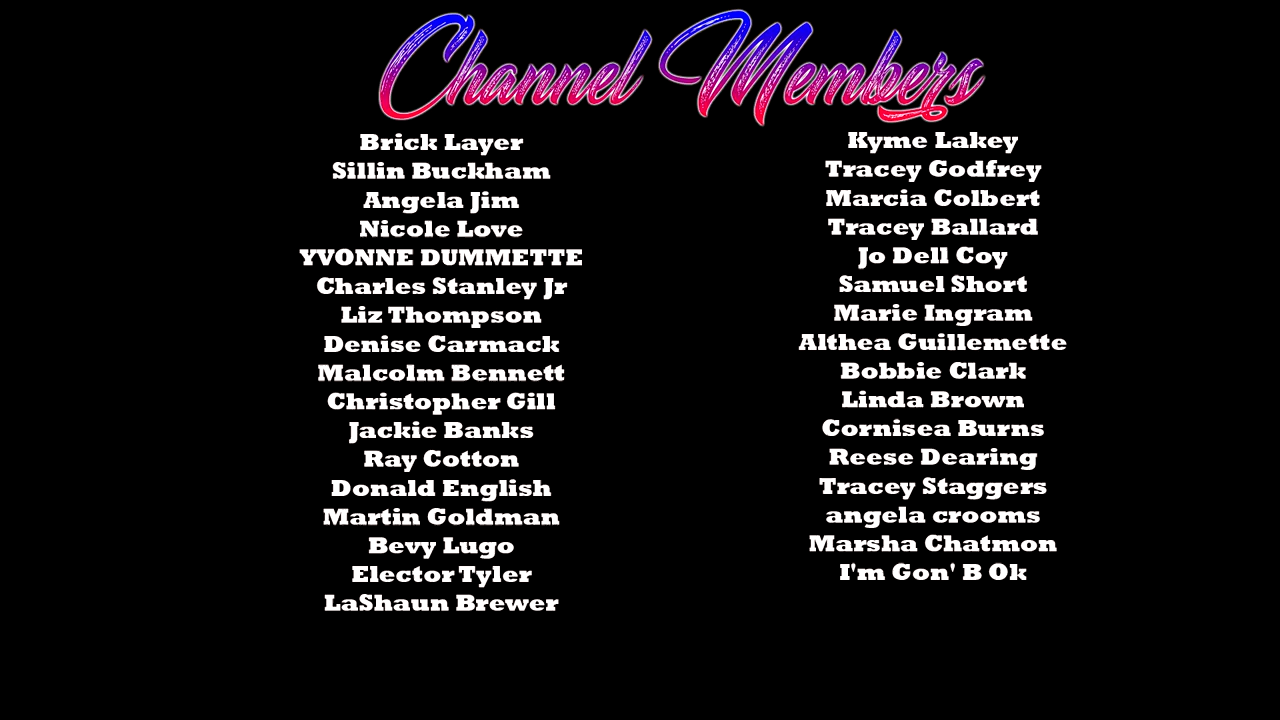 Channel Members
Brick Layer
Sillin Buckham
Angela Jim
Nicole Love
YVONNE DUMMETTE
Charles Stanley Jr
Liz Thompson
Denise Carmack
Malcolm Bennett
Christopher Gill
Jackie Banks
Ray Cotton
Donald English
Martin Goldman
Bevy Lugo
Elector Tyler
LaShaun Brewer
Kyme Lakey
Tracey Godfrey
Marcia Colbert
Tracey Ballard
Jo Dell Coy
Samuel Short
Marie Ingram
Althea Guillemette
Bobbie Clark
Linda Brown
Cornisea Burns
Reese Dearing
Tracey Staggers
angela crooms
Marsha Chatmon
I'm Gon' B Ok